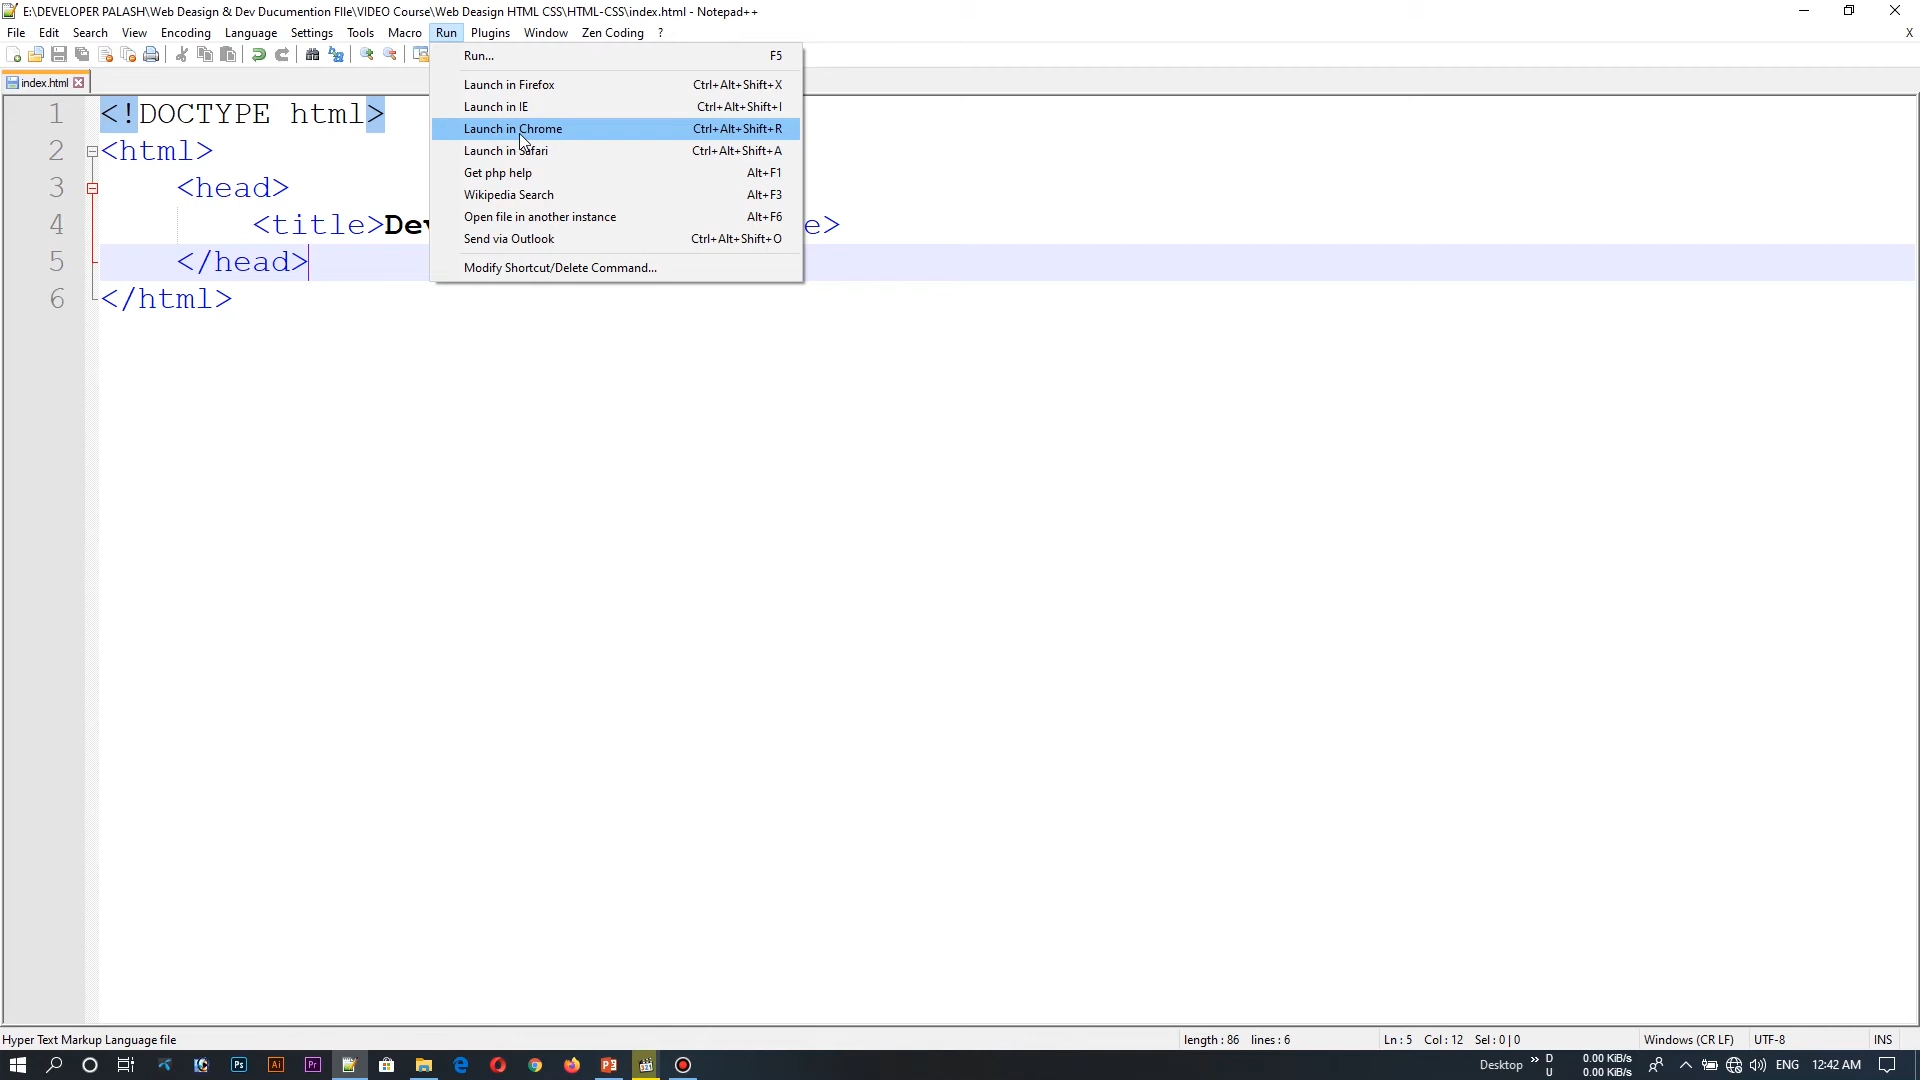 E:\DEVELOPER PALASH\Web Deasign & Dev Ducumention FIle\VIDEO Course\Web Deasign HTML CSS\HTML-CSS\index.html - Notepad++
File Edit Search View Encoding Language Settings Tools Macro Run Plugins Window Zen Coding ? X
index.html
Run... F5
Launch in Firefox Ctrl+Alt+Shift+X
Launch in IE Ctrl+Alt+Shift+I
Launch in Chrome Ctrl+Alt+Shift+R
Launch in Safari Ctrl+Alt+Shift+A
Get php help Alt+F1
Wikipedia Search Alt+F3
Open file in another instance Alt+F6
Send via Outlook Ctrl+Alt+Shift+O
Modify Shortcut/Delete Command...
1 <!DOCTYPE html>
2 <html>
3 <head>
4 <title>Dev e>
5 </head>
6 </html>
Hyper Text Markup Language file length : 86 lines : 6 Ln : 5 Col : 12 Sel : 0 | 0 Windows (CR LF) UTF-8 INS
Ps Ai Pr Desktop » D 0.00 KiB/s ENG 12:42 AM
U 0.00 KiB/s